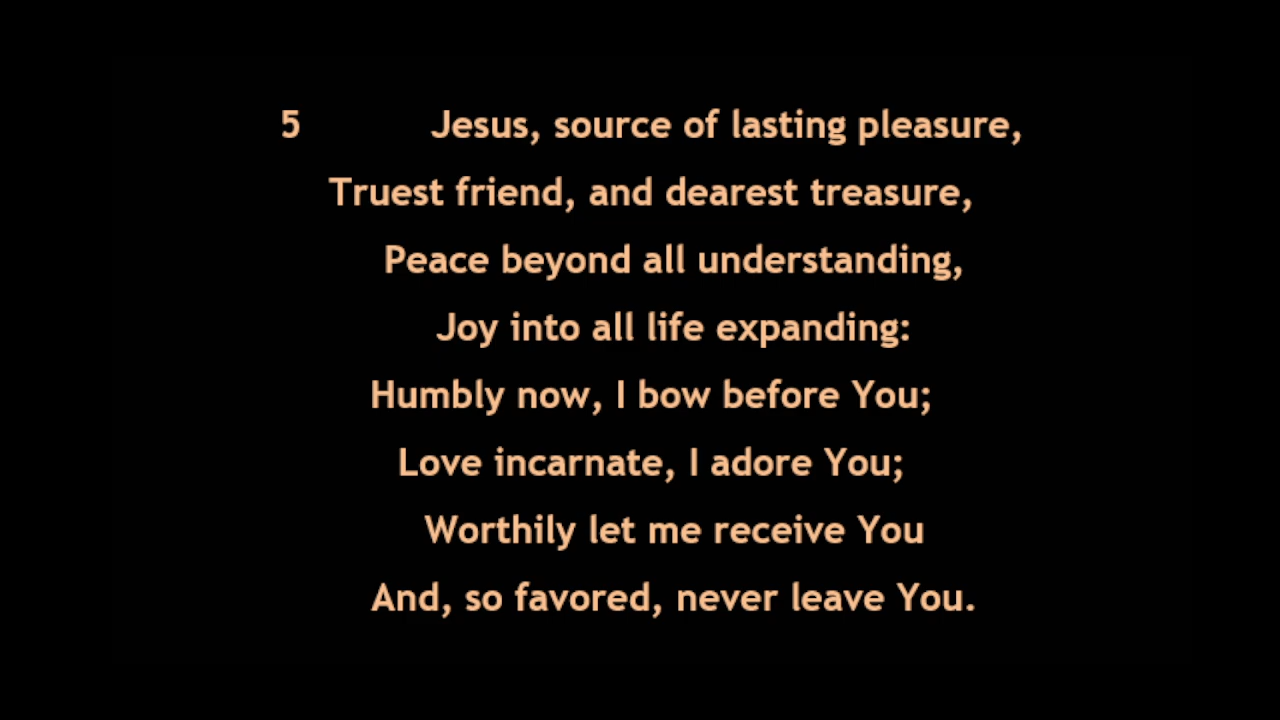 5 Jesus, source of lasting pleasure,
Truest friend, and dearest treasure,
Peace beyond all understanding,
Joy into all life expanding:
Humbly now, I bow before You;
Love incarnate, I adore You;
Worthily let me receive You
And, so favored, never leave You.